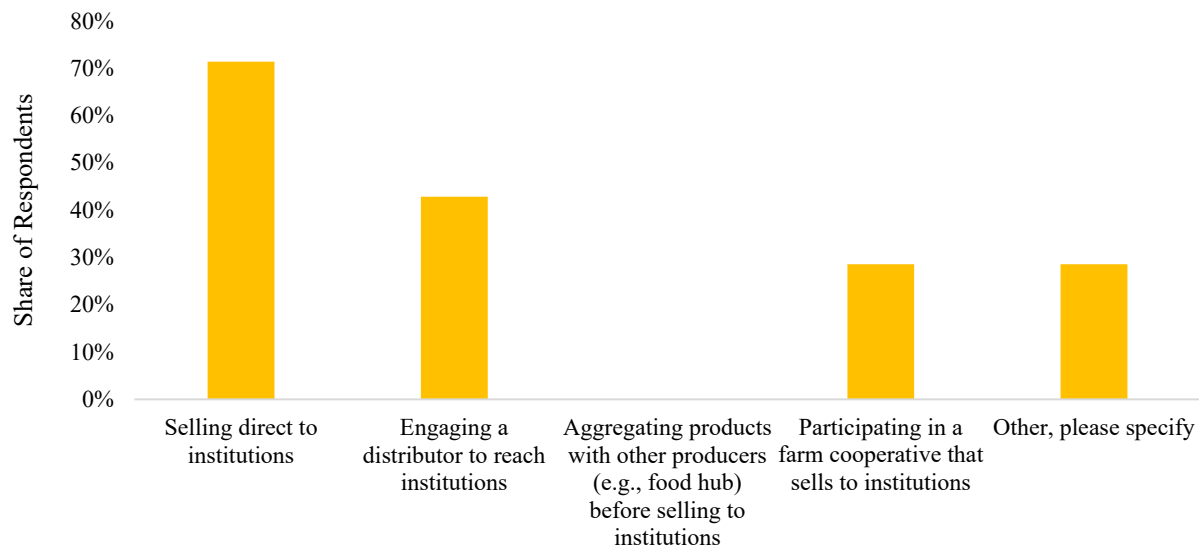 80%
70%
60%
50%
40%
30%
20%
10%
0%
Share of Respondents
Selling direct to
institutions
Engaging a
distributor to reach
institutions
Aggregating products
with other producers
(e.g., food hub)
before selling to
institutions
Participating in a
farm cooperative that
sells to institutions
Other, please specify